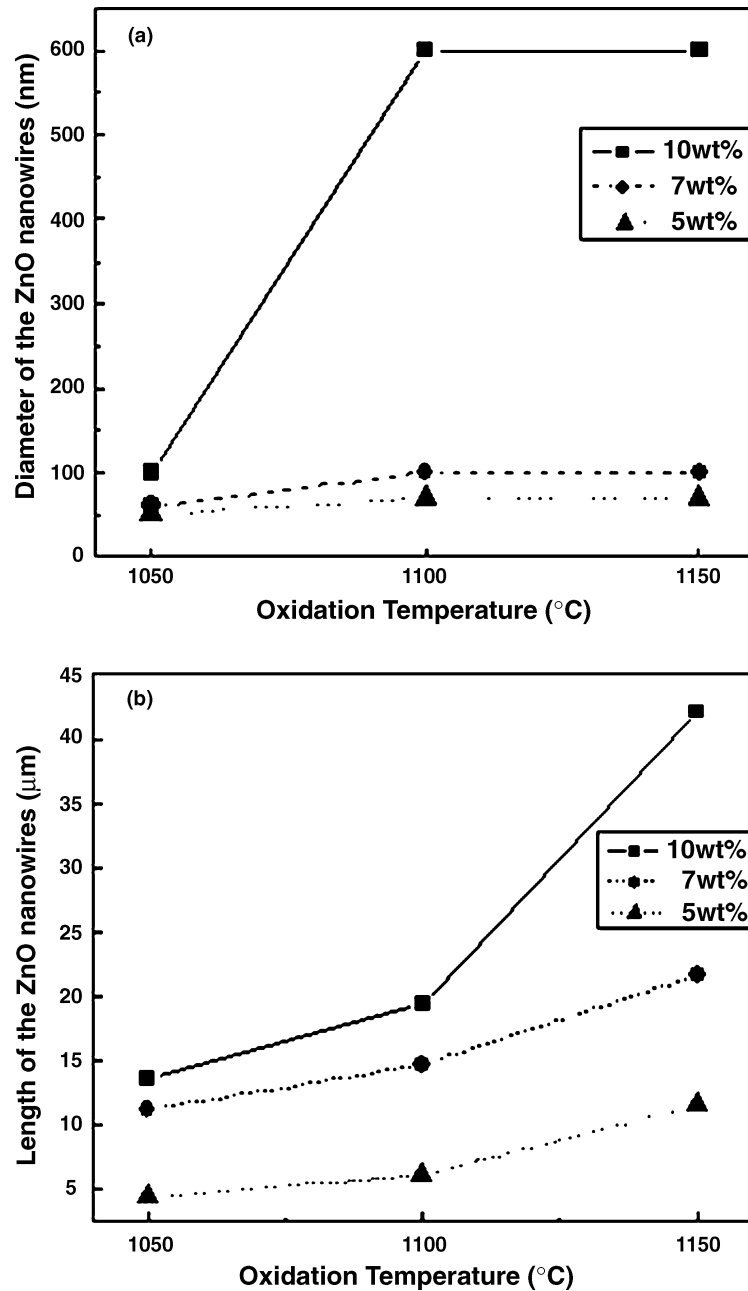 (a)
600
500
400
300
200
100
0
Diameter of the ZnO nanowires (nm)
10wt%
7wt%
5wt%
1050
1100
1150
Oxidation Temperature (°C)
(b)
45
40
35
30
25
20
15
10
5
Length of the ZnO nanowires (μm)
10wt%
7wt%
5wt%
1050
1100
1150
Oxidation Temperature (°C)